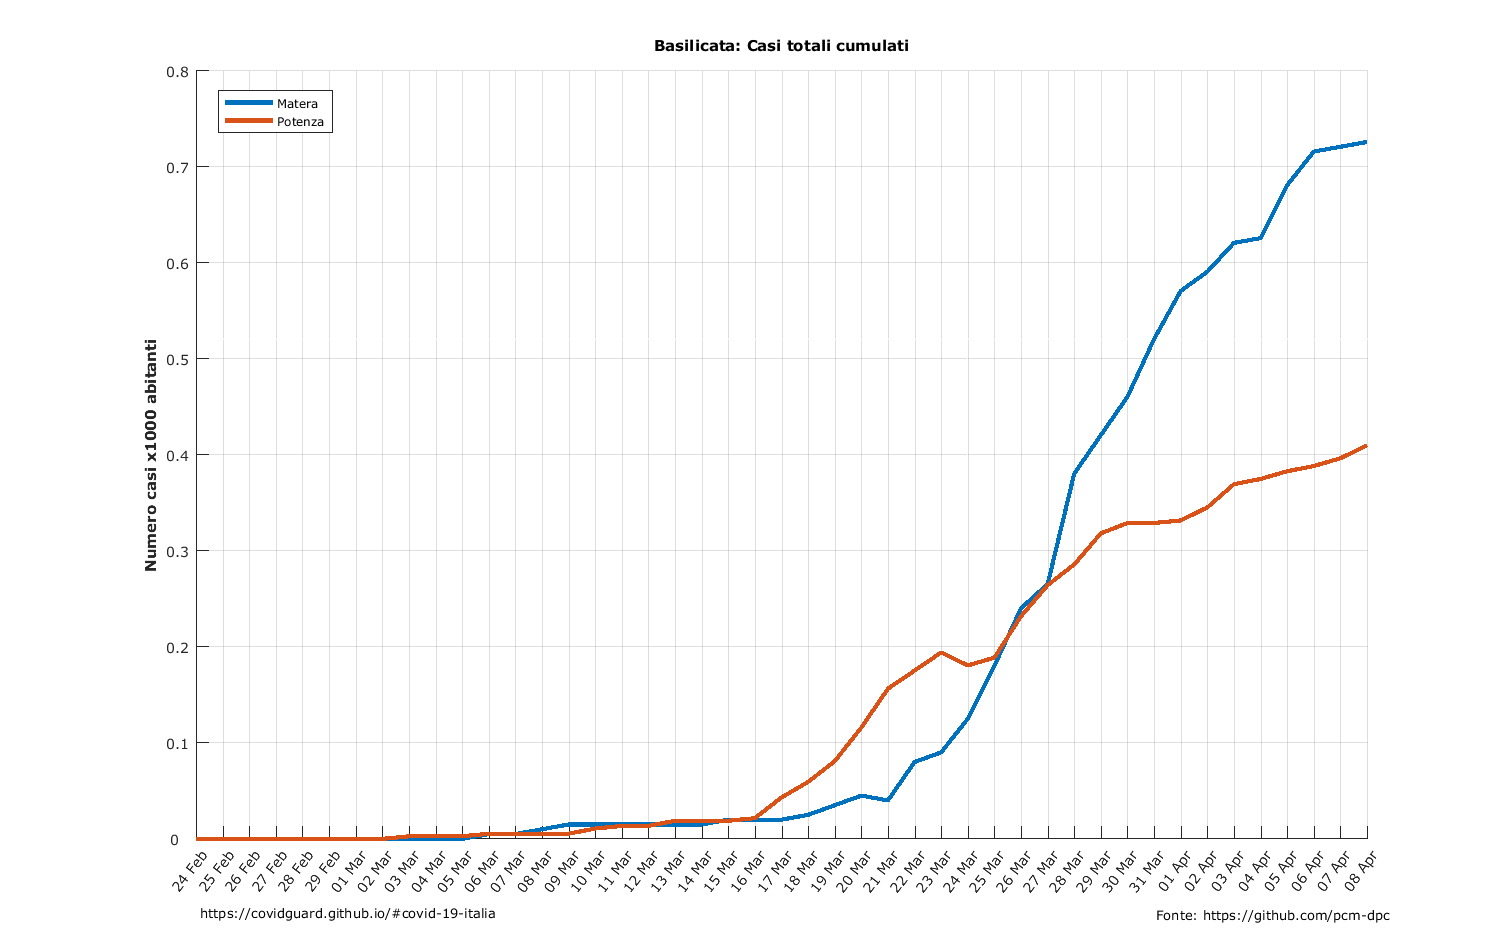 Basilicata: Casi totali cumulati
Matera
Potenza
Numero casi x1000 abitanti
0.8
0.7
0.6
0.5
0.4
0.3
0.2
0.1
0
24 Feb
25 Feb
26 Feb
27 Feb
28 Feb
29 Feb
01 Mar
02 Mar
03 Mar
04 Mar
05 Mar
06 Mar
07 Mar
08 Mar
09 Mar
10 Mar
11 Mar
12 Mar
13 Mar
14 Mar
15 Mar
16 Mar
17 Mar
18 Mar
19 Mar
20 Mar
21 Mar
22 Mar
23 Mar
24 Mar
25 Mar
26 Mar
27 Mar
28 Mar
29 Mar
30 Mar
31 Mar
01 Apr
02 Apr
03 Apr
04 Apr
05 Apr
06 Apr
07 Apr
08 Apr
https://covidguard.github.io/#covid-19-italia
Fonte: https://github.com/pcm-dpc